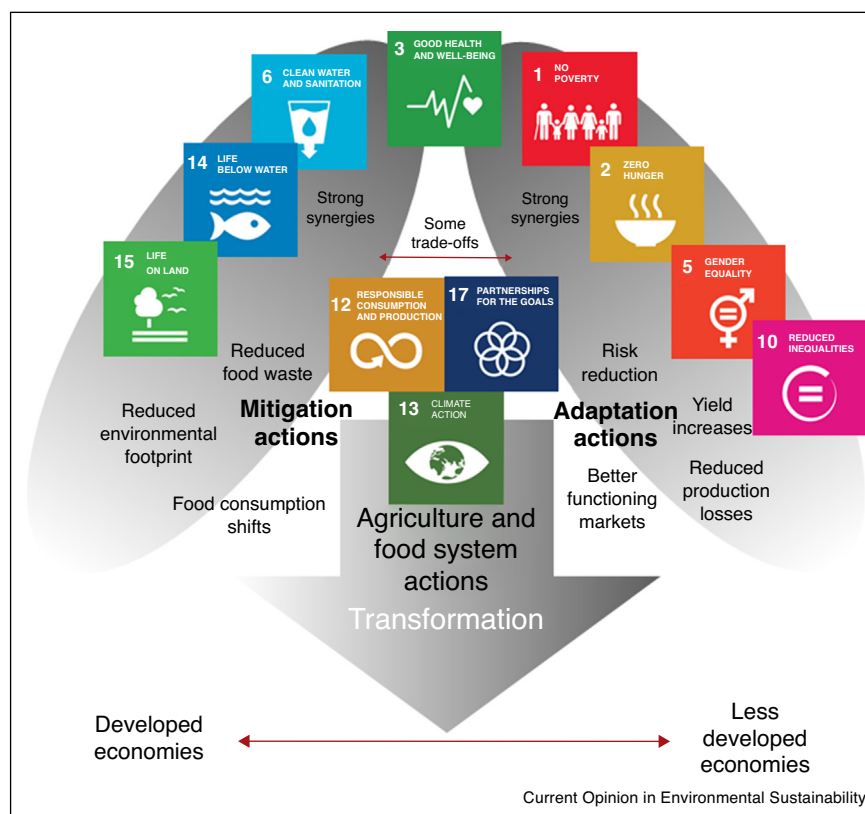 3 GOOD HEALTH
AND WELL-BEING
6 CLEAN WATER
AND SANITATION
1 NO
POVERTY
14 LIFE
BELOW WATER
2 ZERO
HUNGER
Strong
synergies
Some
trade-offs
Strong
synergies
15 LIFE
ON LAND
5 GENDER
EQUALITY
12 RESPONSIBLE
CONSUMPTION
AND PRODUCTION
17 PARTNERSHIPS
FOR THE GOALS
10 REDUCED
INEQUALITIES
Reduced
food waste
Risk
reduction
13 CLIMATE
ACTION
Reduced
environmental
footprint
Mitigation
actions
Adaptation
actions
Yield
increases
Food consumption
shifts
Better
functioning
markets
Reduced
production
losses
Agriculture and
food system
actions
Transformation
Developed
economies
Less
developed
economies
Current Opinion in Environmental Sustainability